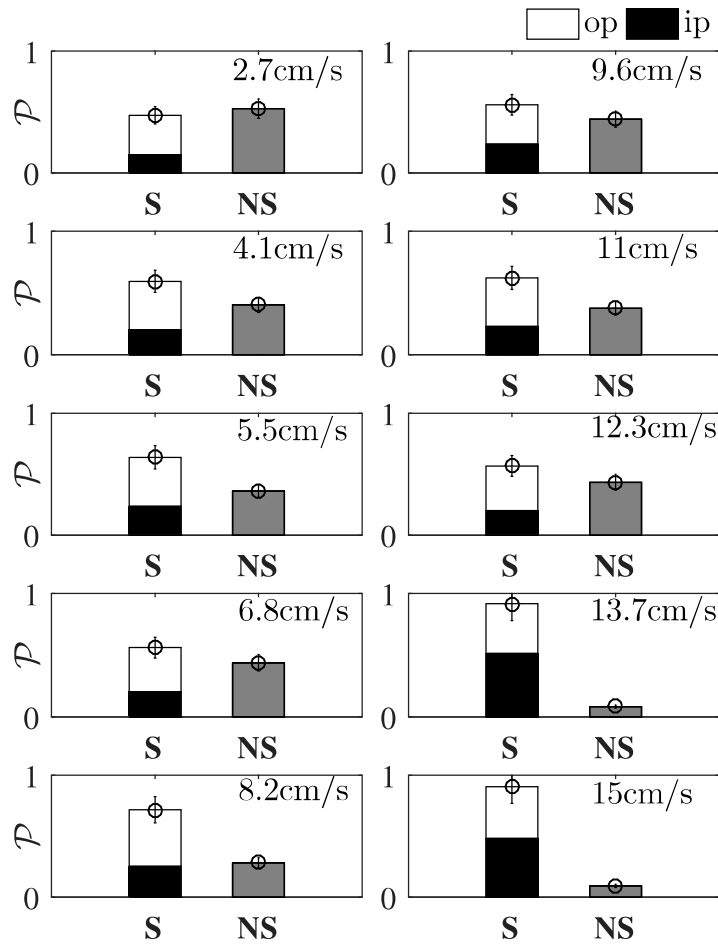 op ip
1 2.7cm/s 1 9.6cm/s
𝒫
0 0
S NS S NS
1 4.1cm/s 1 11cm/s
𝒫
0 0
S NS S NS
1 5.5cm/s 1 12.3cm/s
𝒫
0 0
S NS S NS
1 6.8cm/s 1 13.7cm/s
𝒫
0 0
S NS S NS
1 8.2cm/s 1 15cm/s
𝒫
0 0
S NS S NS